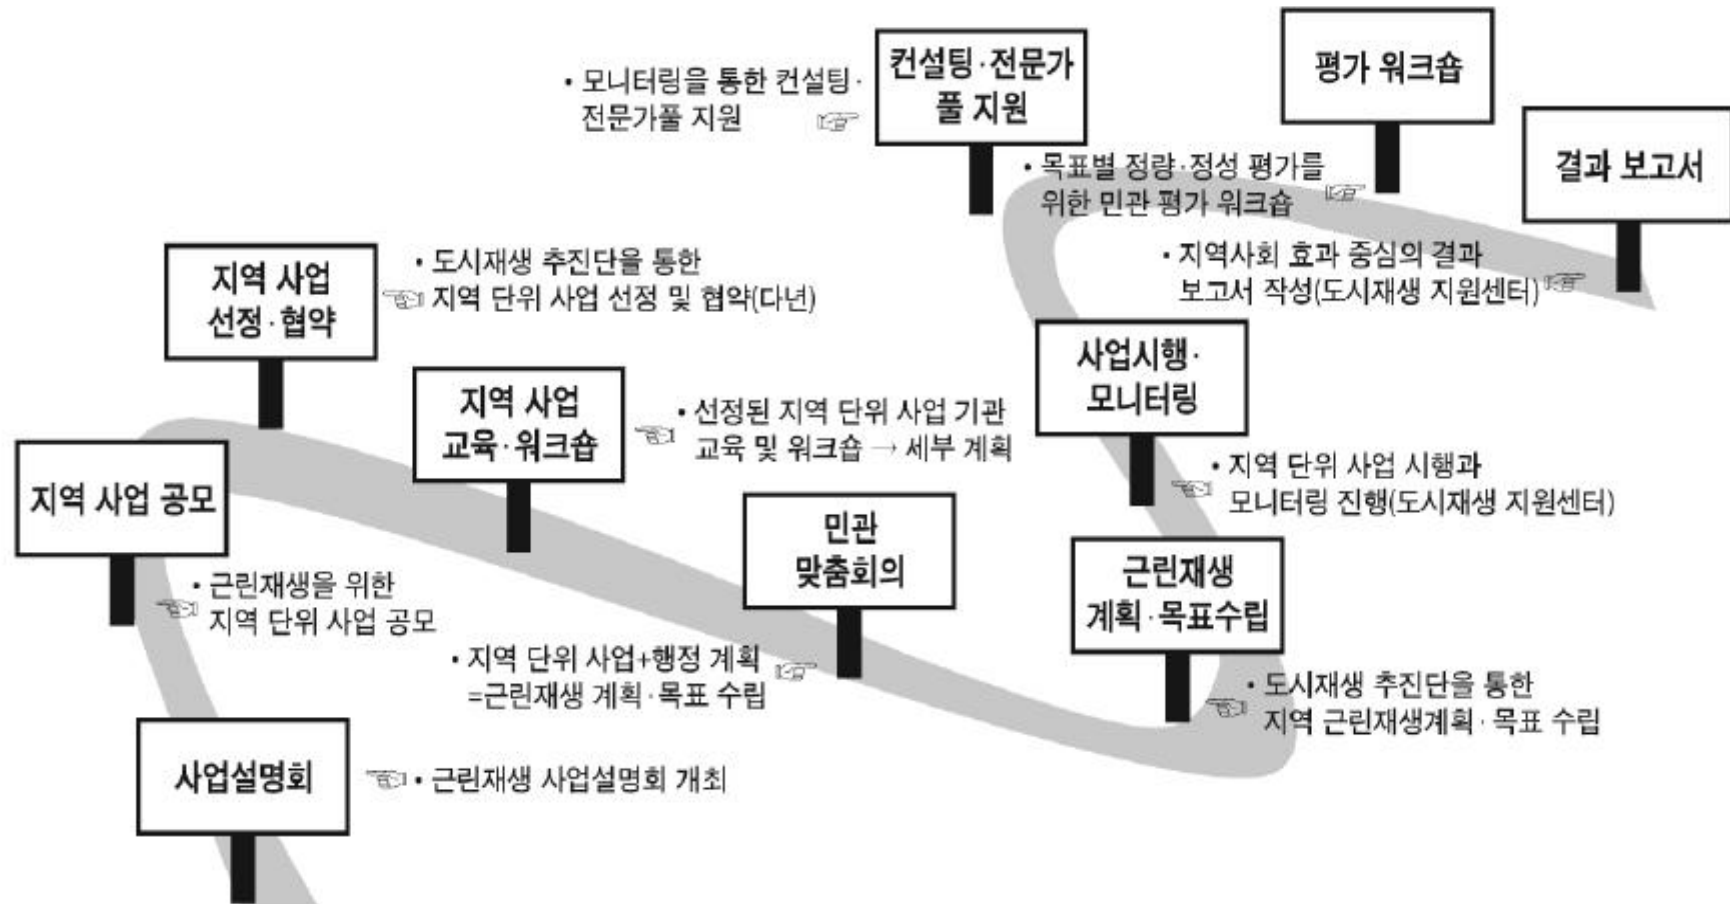 컨설팅·전문가
풀 지원
• 모니터링을 통한 컨설팅·
전문가풀 지원
평가 워크숍
• 목표별 정량·정성 평가를
위한 민관 평가 워크숍
결과 보고서
• 지역사회 효과 중심의 결과
보고서 작성(도시재생 지원센터)
지역 사업
선정·협약
• 도시재생 추진단을 통한
지역 단위 사업 선정 및 협약(다년)
사업시행·
모니터링
• 지역 단위 사업 시행과
모니터링 진행(도시재생 지원센터)
지역 사업
교육·워크숍
• 선정된 지역 단위 사업 기관
교육 및 워크숍 → 세부 계획
지역 사업 공모
• 근린재생을 위한
지역 단위 사업 공모
민관
맞춤회의
• 지역 단위 사업+행정 계획
=근린재생 계획·목표 수립
근린재생
계획·목표수립
• 도시재생 추진단을 통한
지역 근린재생계획·목표 수립
사업설명회
• 근린재생 사업설명회 개최